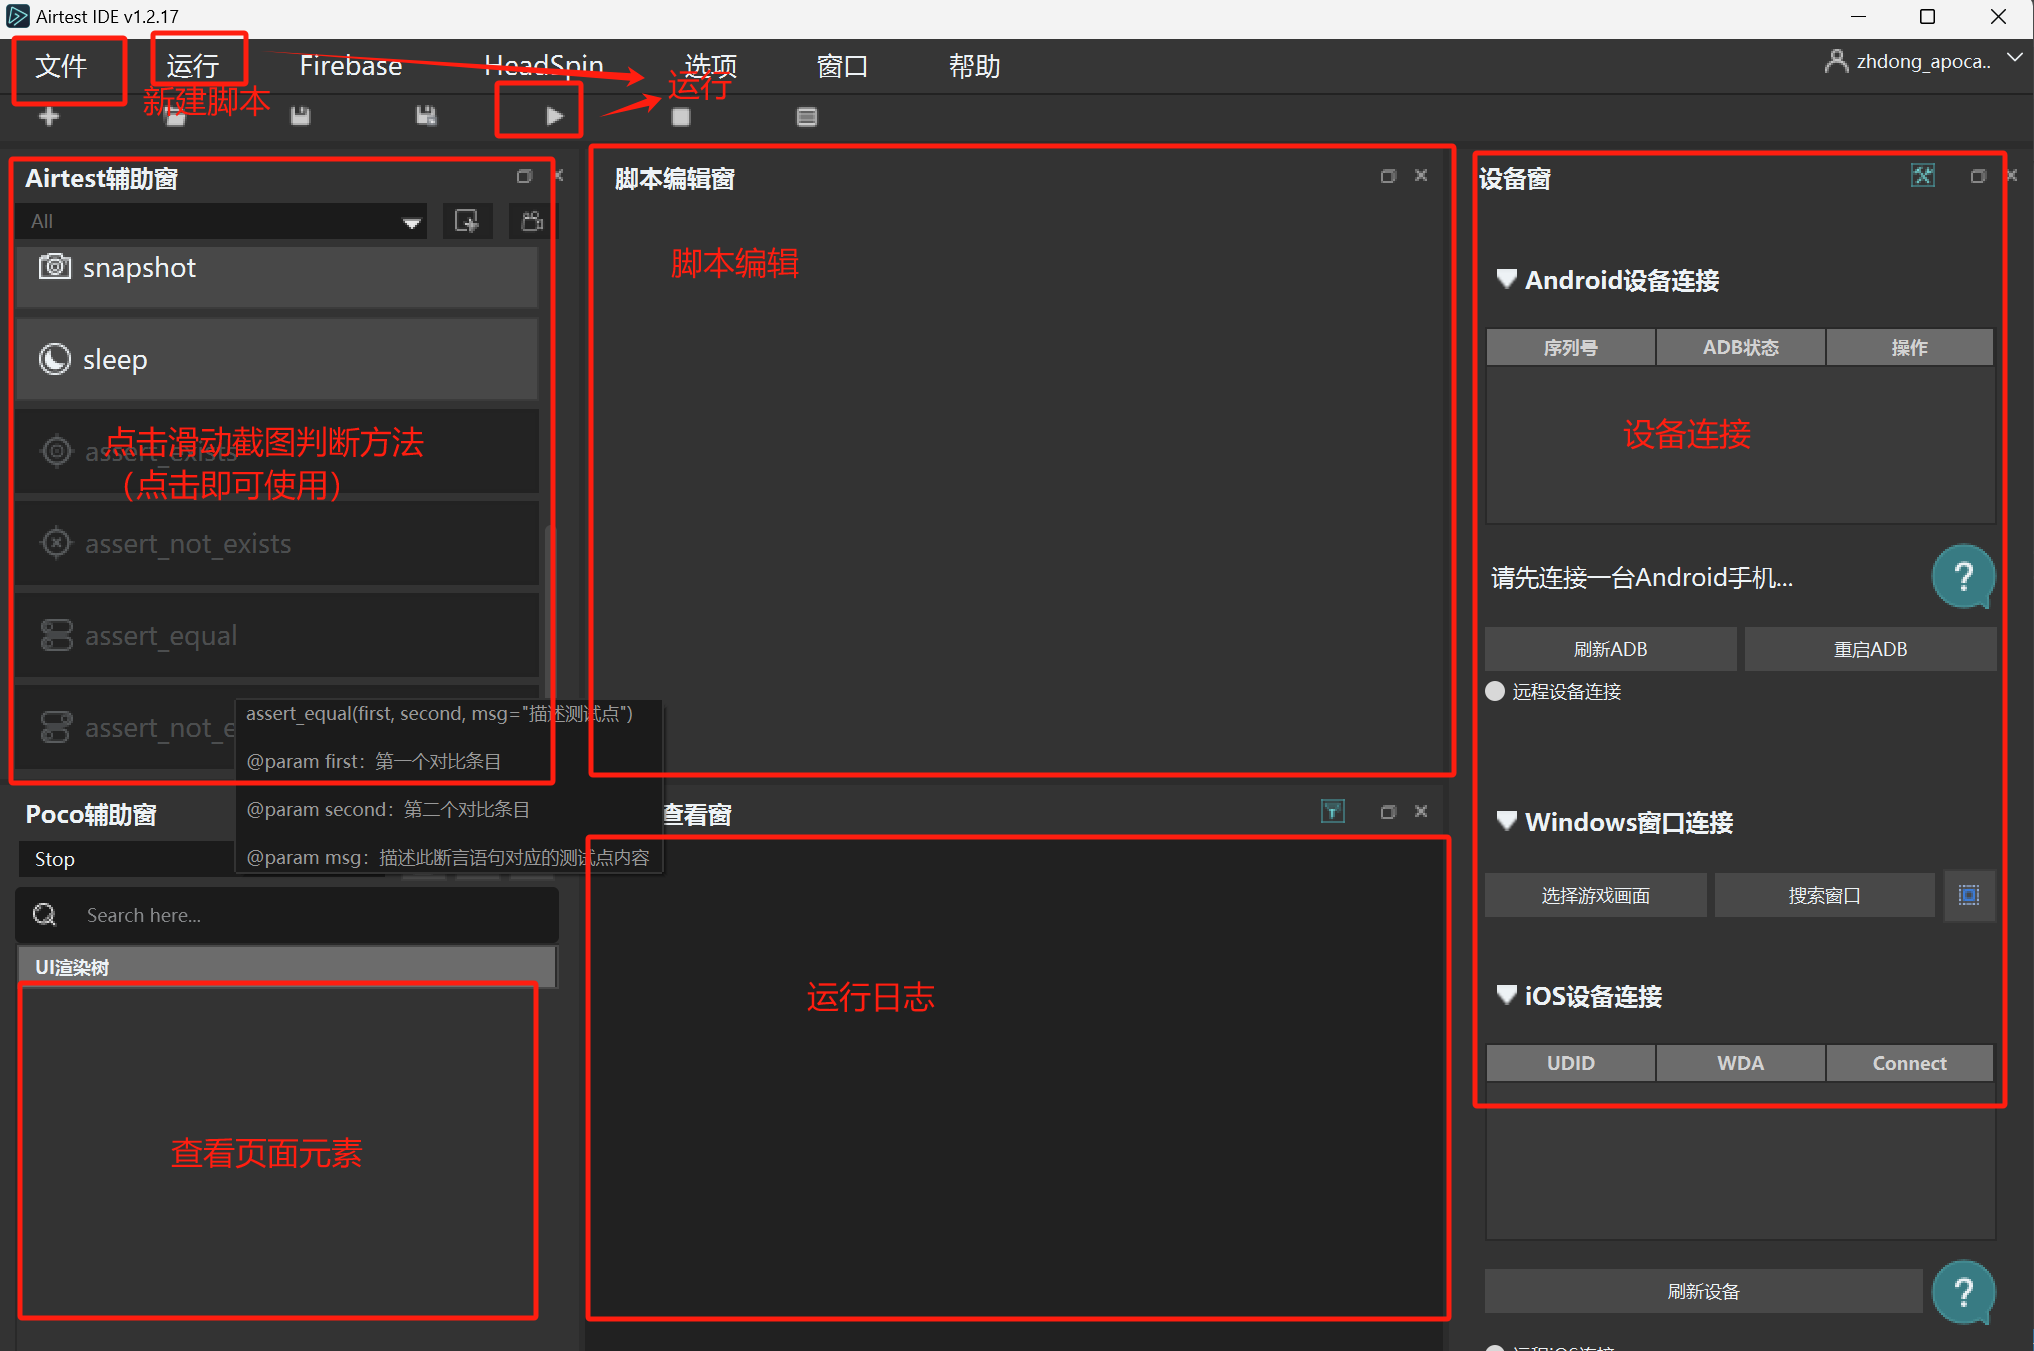 Airtest IDE v1.2.17
文件
运行
Firebase
HeadSpin
选项
窗口
帮助
zhdong_apoca..
新建脚本
运行
Airtest辅助窗
All
snapshot
sleep
assert_exists
点击滑动截图判断方法
（点击即可使用）
assert_not_exists
assert_equal
assert_not_e
assert_equal(first, second, msg="描述测试点")
@param first：第一个对比条目
@param second：第二个对比条目
@param msg：描述此断言语句对应的测试点内容
Poco辅助窗
Stop
Search here...
UI渲染树
查看页面元素
脚本编辑窗
脚本编辑
查看窗
运行日志
设备窗
Android设备连接
序列号
ADB状态
操作
设备连接
请先连接一台Android手机...
?
刷新ADB
重启ADB
远程设备连接
Windows窗口连接
选择游戏画面
搜索窗口
iOS设备连接
UDID
WDA
Connect
刷新设备
?
远程iOS连接